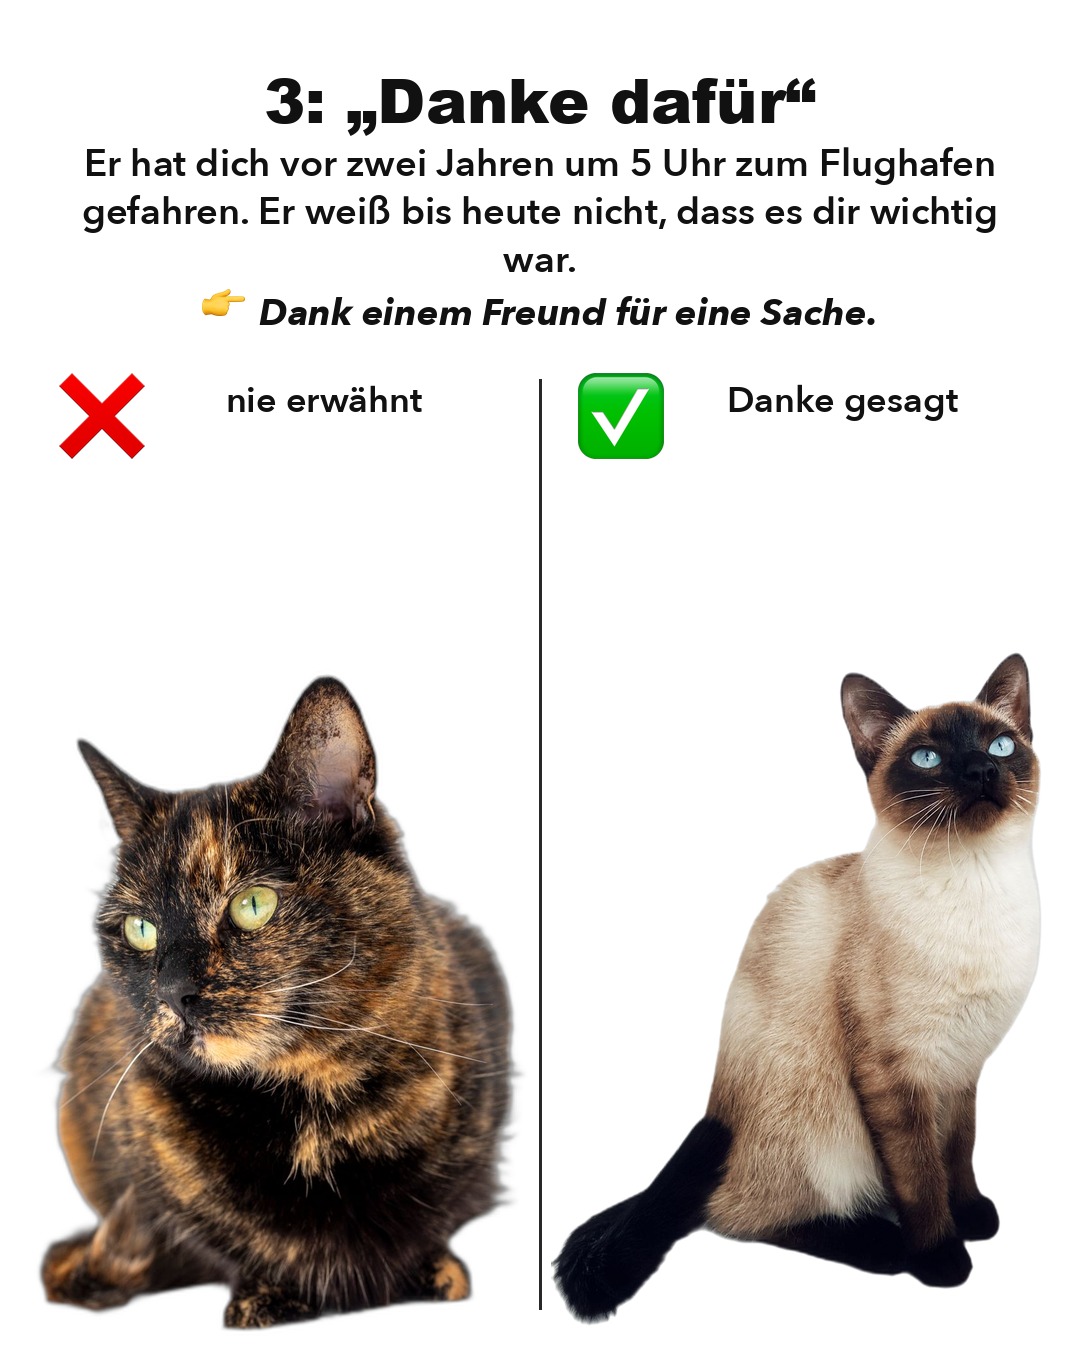 3: „Danke dafür“
Er hat dich vor zwei Jahren um 5 Uhr zum Flughafen
gefahren. Er weiß bis heute nicht, dass es dir wichtig
war.
👉 Dank einem Freund für eine Sache.
❌ nie erwähnt
✅ Danke gesagt